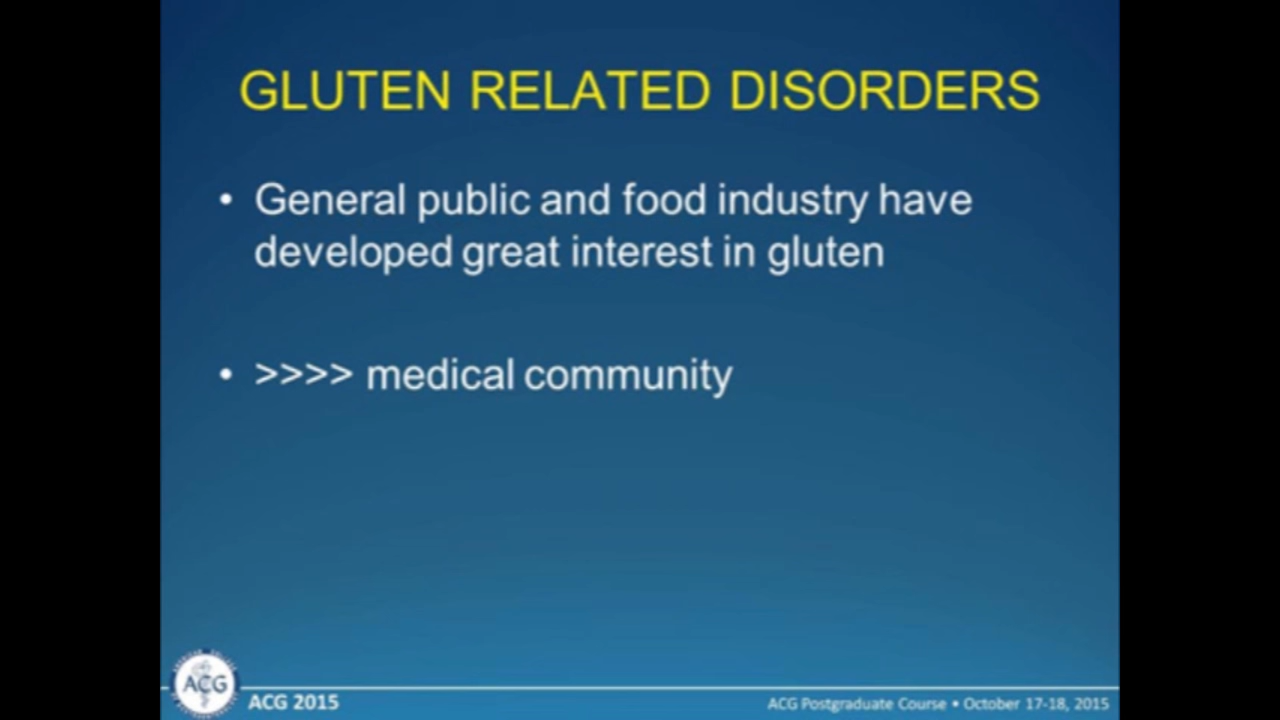 GLUTEN RELATED DISORDERS
• General public and food industry have
developed great interest in gluten
• >>>> medical community
ACG
ACG 2015
ACG Postgraduate Course • October 17-18, 2015